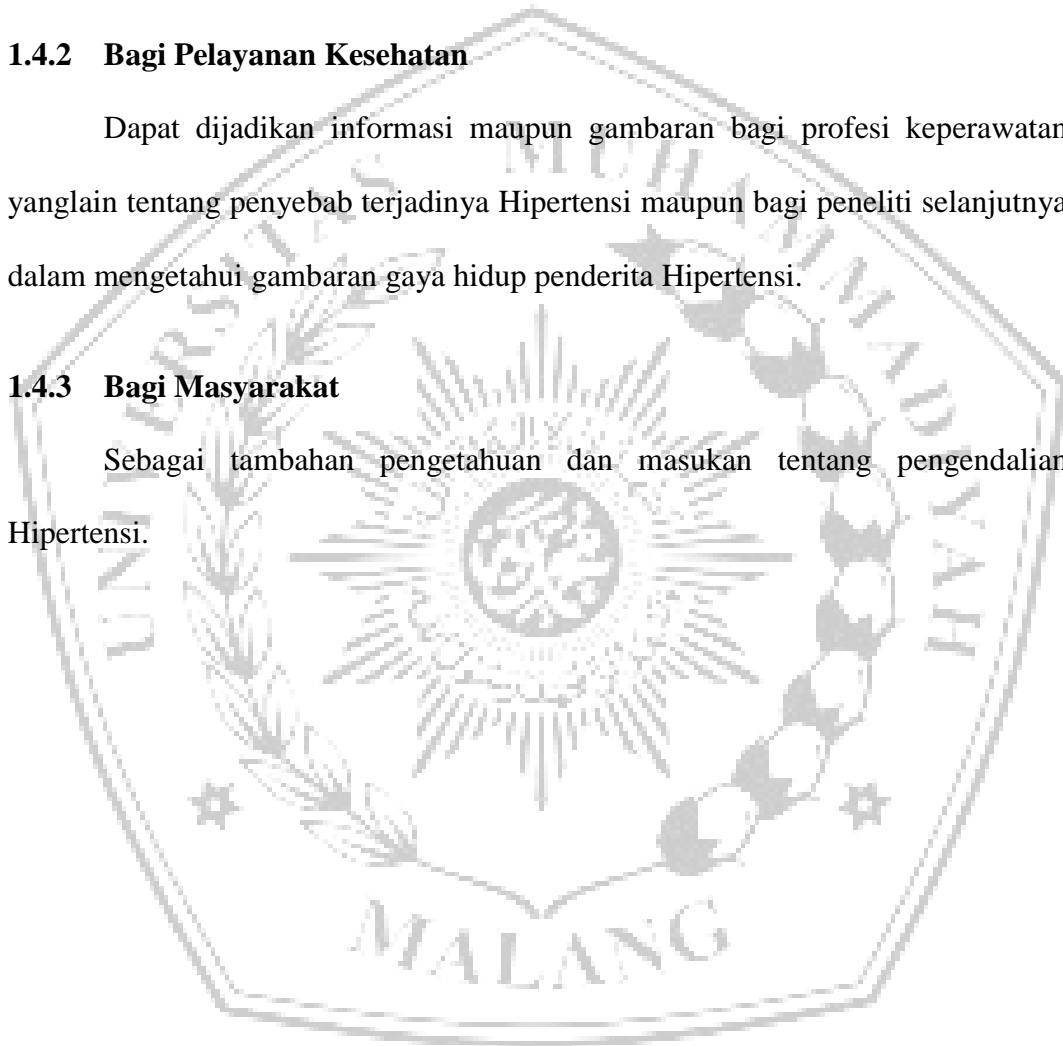 1.4.2 Bagi Pelayanan Kesehatan
Dapat dijadikan informasi maupun gambaran bagi profesi keperawatan
yanglain tentang penyebab terjadinya Hipertensi maupun bagi peneliti selanjutnya
dalam mengetahui gambaran gaya hidup penderita Hipertensi.
1.4.3 Bagi Masyarakat
Sebagai tambahan pengetahuan dan masukan tentang pengendalian
Hipertensi.
UNIVERSITAS MUHAMMADIYAH
MALANG